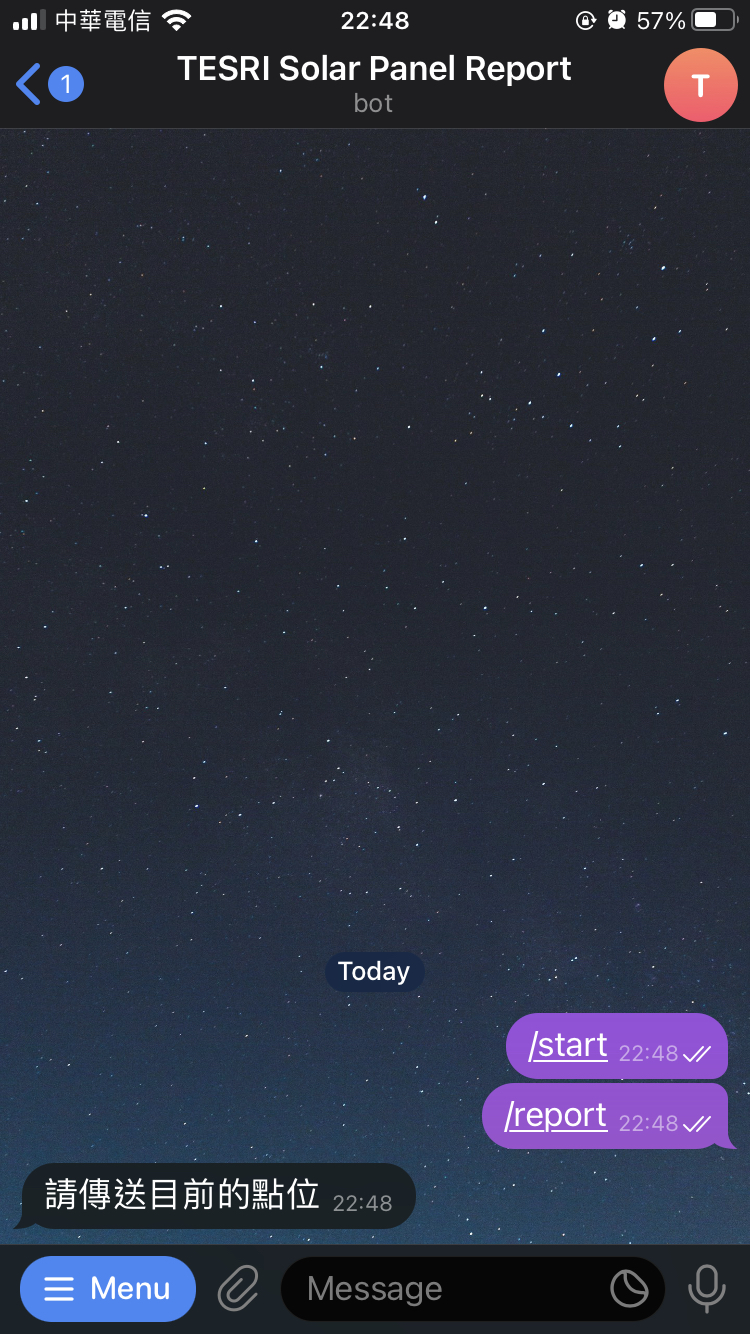 中華電信 22:48 57%
1 TESRI Solar Panel Report T
bot
Today
/start 22:48
/report 22:48
請傳送目前的點位 22:48
Menu Message